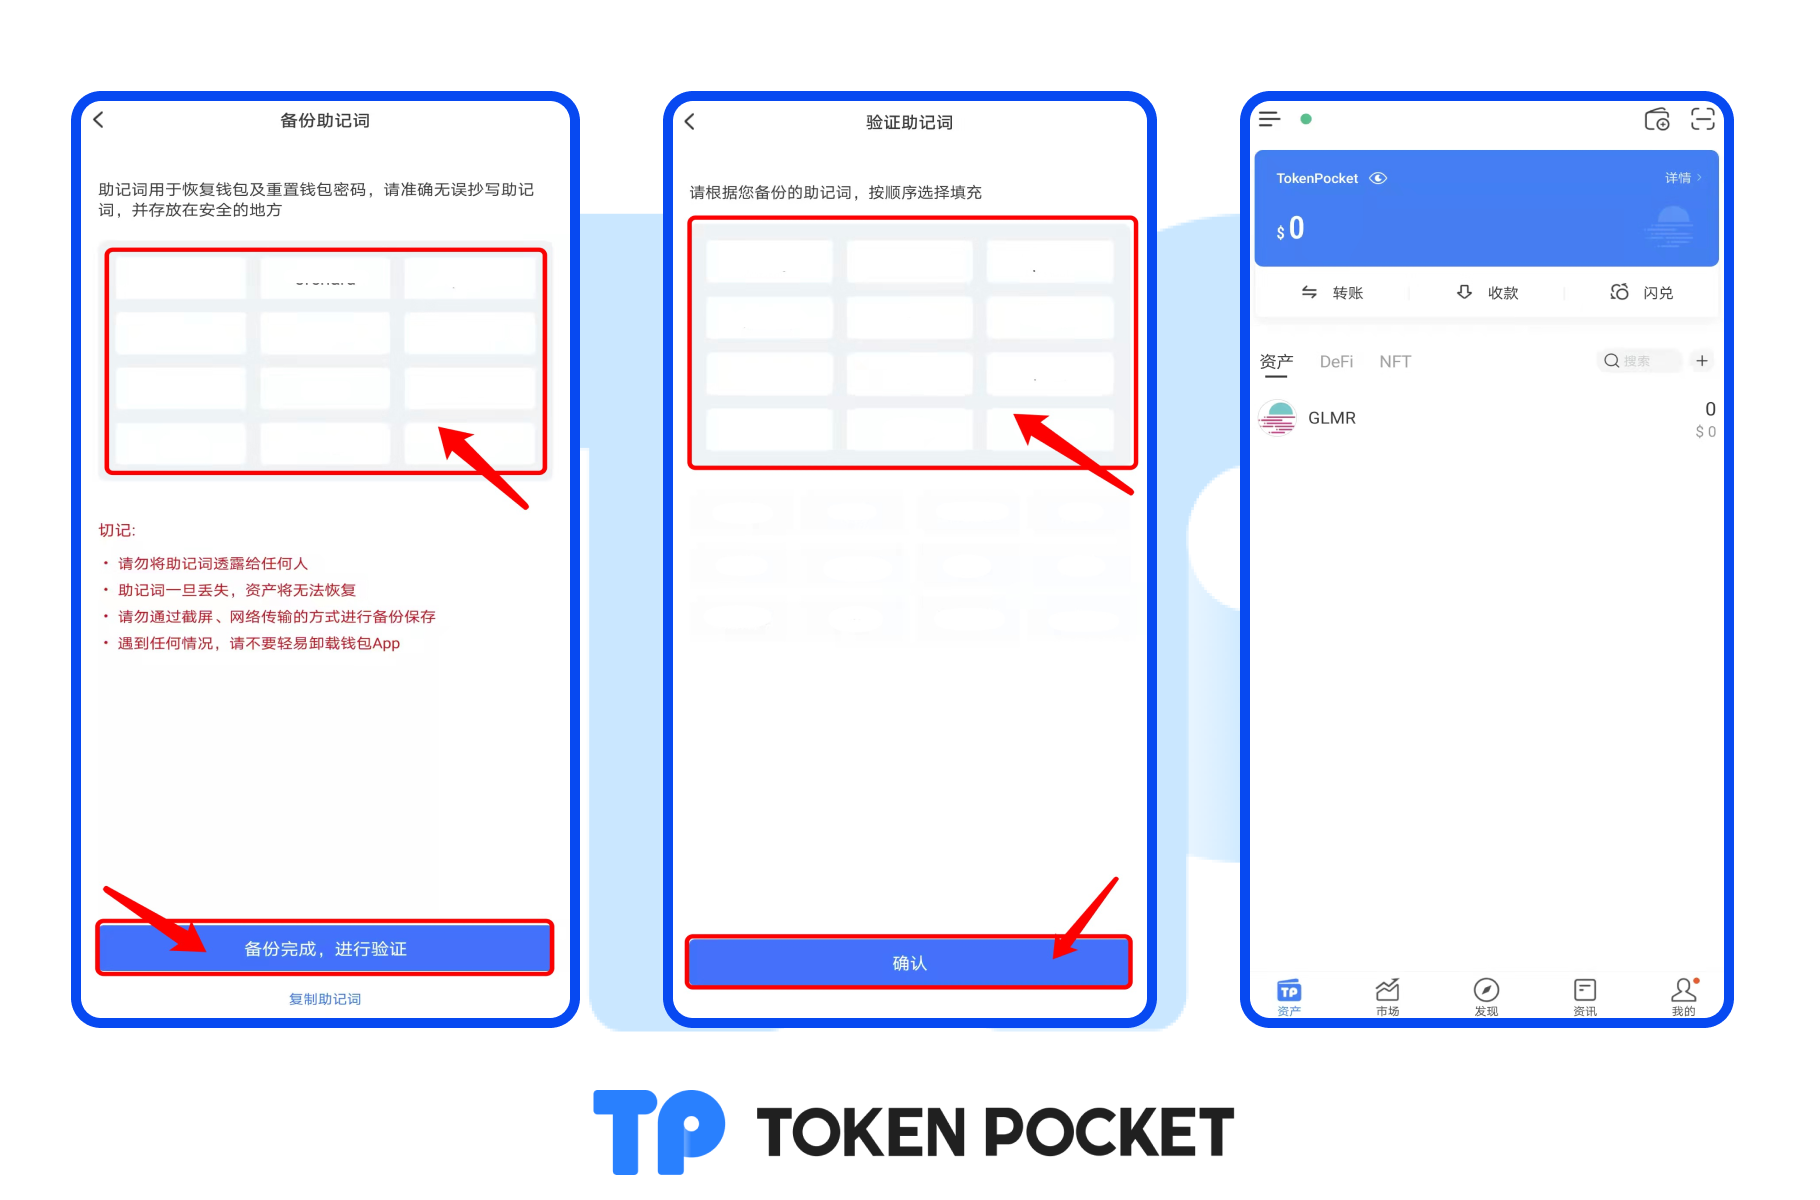 备份助记词
助记词用于恢复钱包及重置钱包密码，请准确无误抄写助记
词，并存放在安全的地方
切记:
· 请勿将助记词透露给任何人
· 助记词一旦丢失，资产将无法恢复
· 请勿通过截屏、网络传输的方式进行备份保存
· 遇到任何情况，请不要轻易卸载钱包App
备份完成，进行验证
复制助记词
验证助记词
请根据您备份的助记词，按顺序选择填充
确认
TokenPocket
详情 >
$ 0
转账
收款
闪兑
资产 DeFi NFT
搜索
GLMR
0
$ 0
TP
资产
市场
发现
资讯
我的
TP TOKEN POCKET